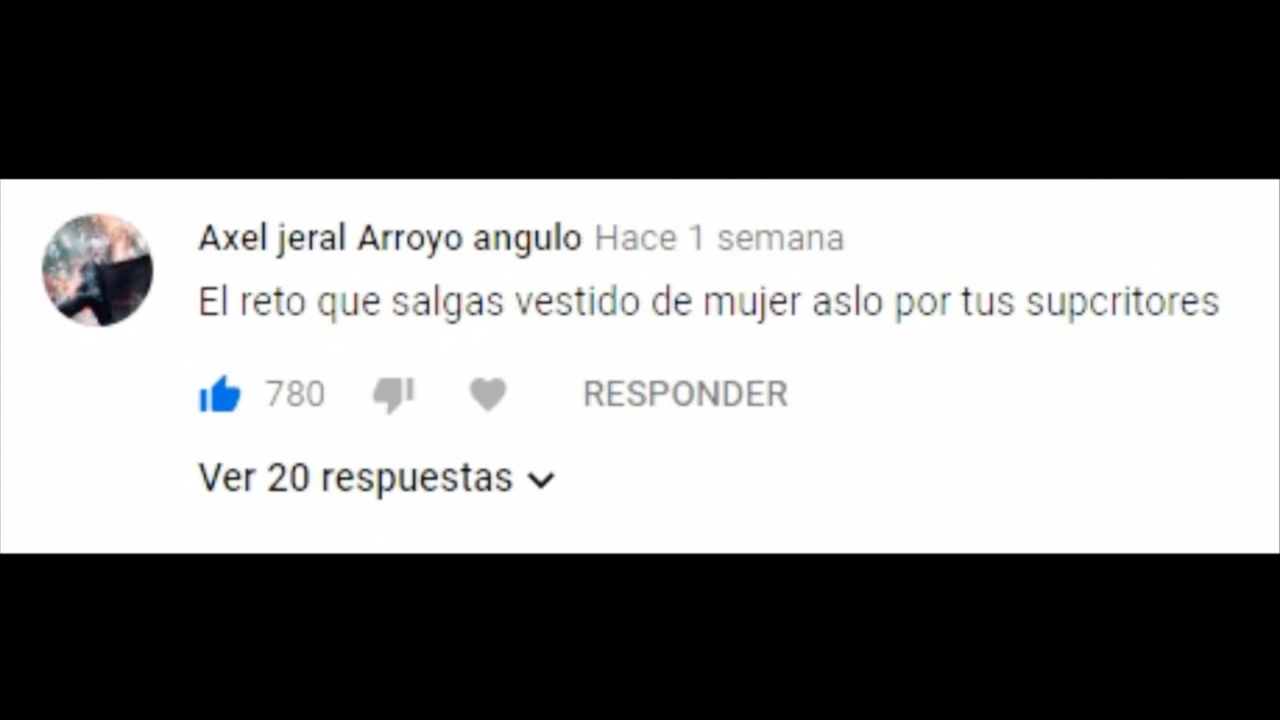 Axel jeral Arroyo angulo Hace 1 semana
El reto que salgas vestido de mujer aslo por tus supcritores
780 RESPONDER
Ver 20 respuestas